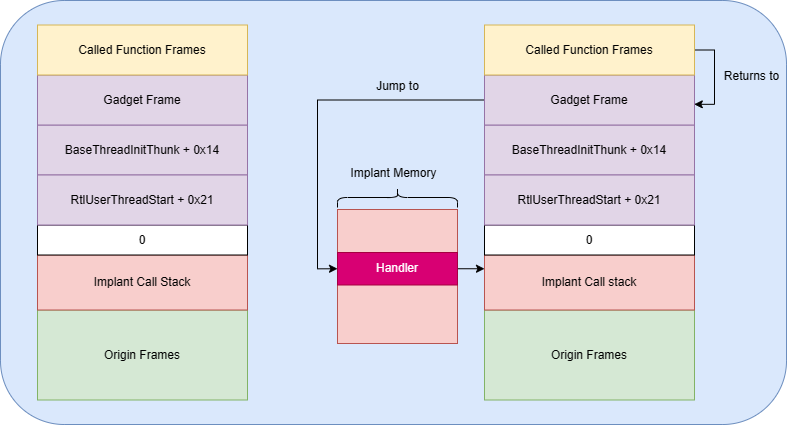 Called Function Frames
Gadget Frame
BaseThreadInitThunk + 0x14
RtlUserThreadStart + 0x21
0
Implant Call Stack
Origin Frames
Jump to
Implant Memory
Handler
Called Function Frames
Returns to
Gadget Frame
BaseThreadInitThunk + 0x14
RtlUserThreadStart + 0x21
0
Implant Call stack
Origin Frames